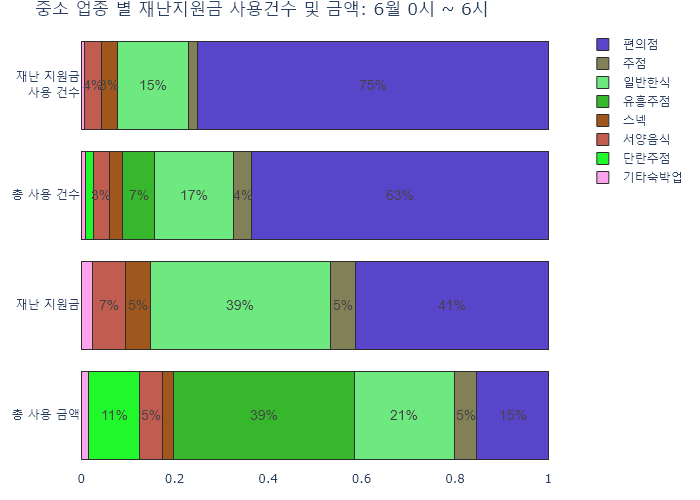 중소 업종 별 재난지원금 사용건수 및 금액: 6월 0시 ~ 6시
재난 지원금
사용 건수
4%
3%
15%
75%
총 사용 건수
3%
7%
17%
4%
63%
재난 지원금
7%
5%
39%
5%
41%
총 사용 금액
11%
5%
39%
21%
5%
15%
0
0.2
0.4
0.6
0.8
1
편의점
주점
일반한식
유흥주점
스넥
서양음식
단란주점
기타숙박업